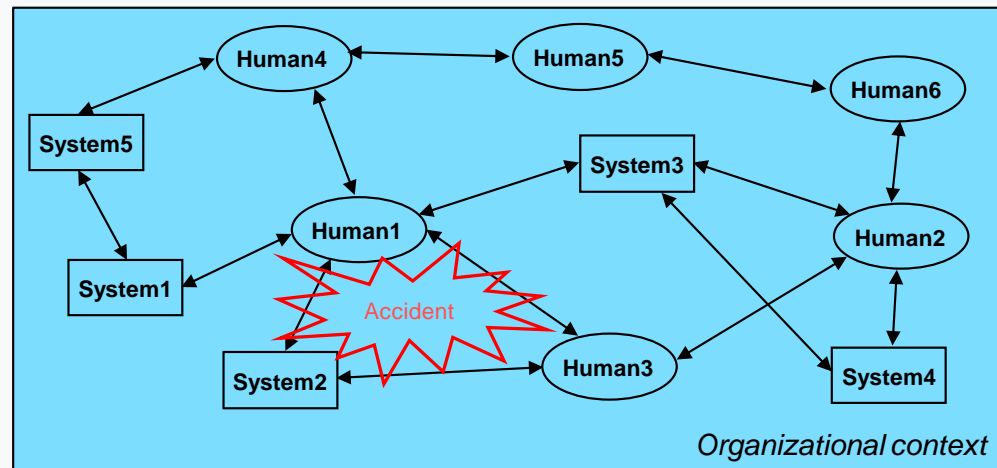 Human4
Human5
Human6
System5
System3
Human1
Human2
System1
Accident
System2
Human3
System4
Organizational context